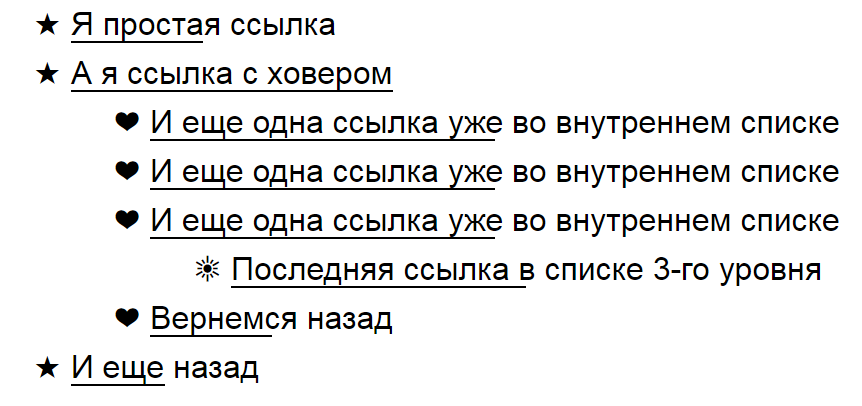 ★ Я простая ссылка
★ А я ссылка с ховером
❤ И еще одна ссылка уже во внутреннем списке
❤ И еще одна ссылка уже во внутреннем списке
❤ И еще одна ссылка уже во внутреннем списке
☼ Последняя ссылка в списке 3-го уровня
❤ Вернемся назад
★ И еще назад